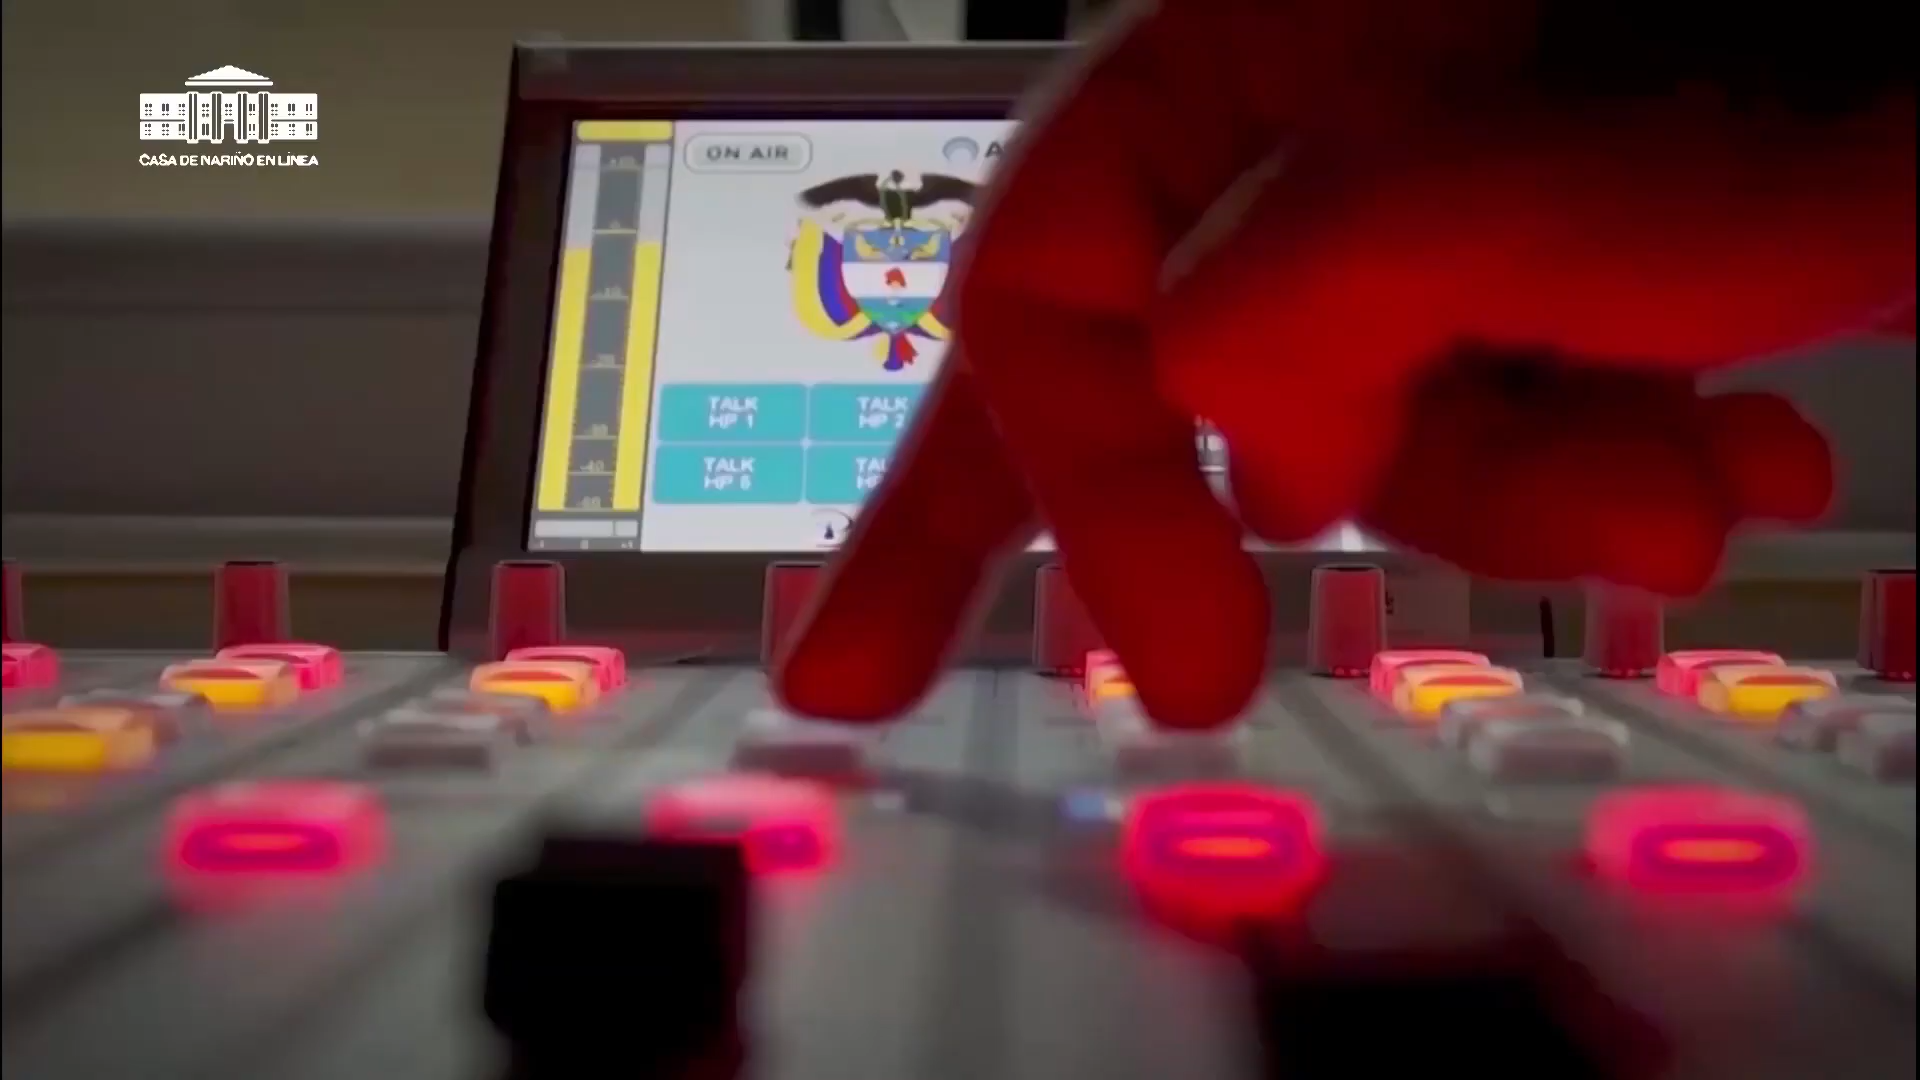 CASA DE NARIÑO EN LÍNEA
ON AIR
TALK
HP 1
TALK
HP 2
TALK
HP 5